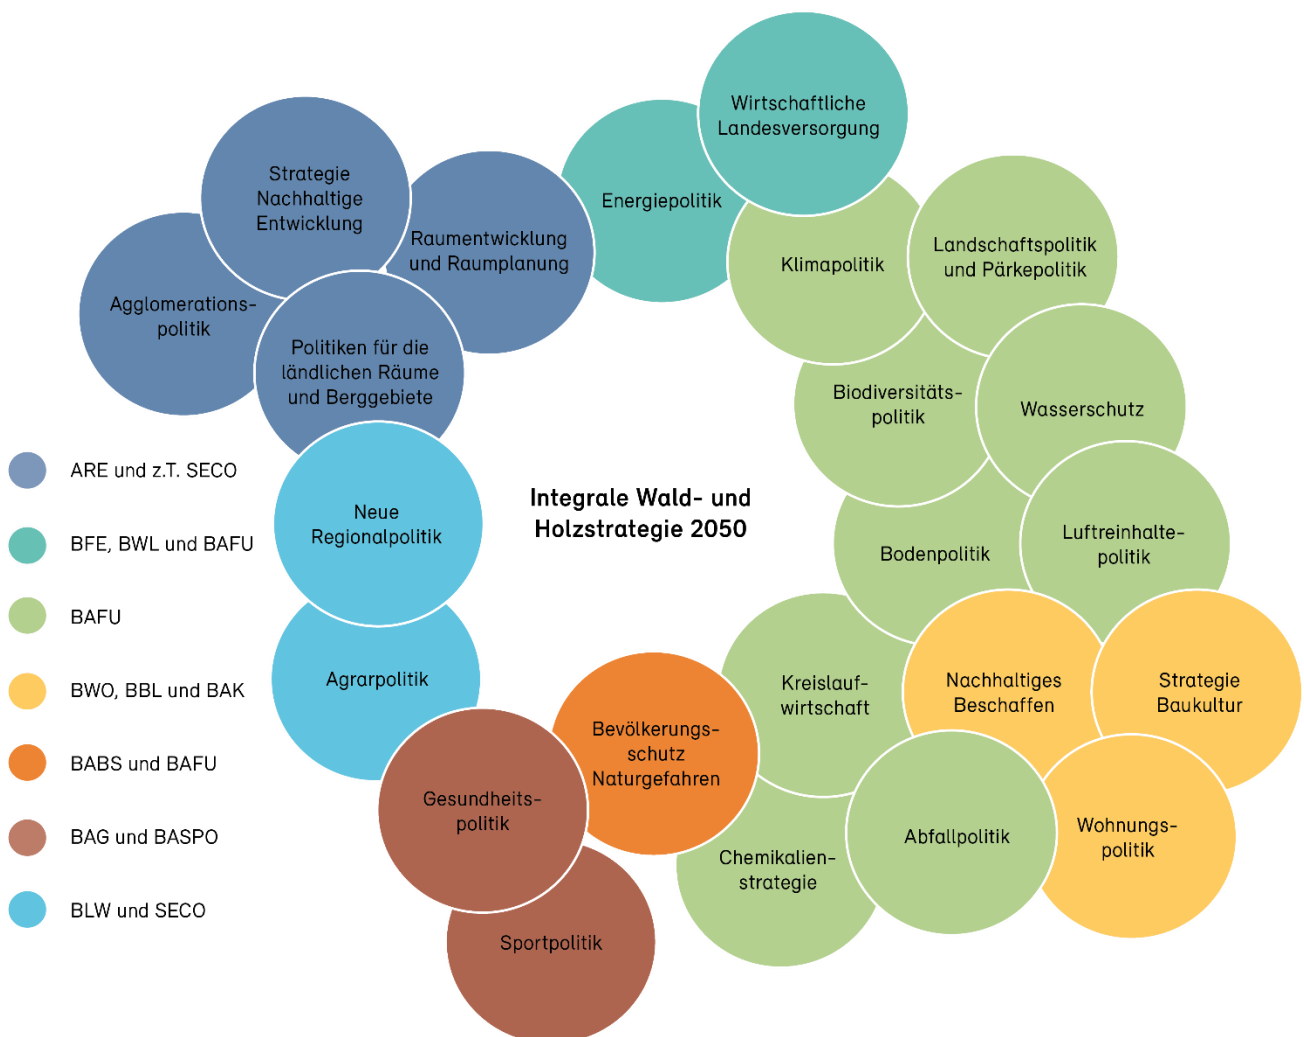 Wirtschaftliche
Landesversorgung
Strategie
Nachhaltige
Entwicklung
Energiepolitik
Raumentwicklung
und Raumplanung
Klimapolitik
Landschaftspolitik
und Pärkepolitik
Agglomerations-
politik
Politiken für die
ländlichen Räume
und Berggebiete
Biodiversitäts-
politik
Wasserschutz
ARE und z.T. SECO
BFE, BWL und BAFU
BAFU
BWO, BBL und BAK
BABS und BAFU
BAG und BASPO
BLW und SECO
Neue
Regionalpolitik
Integrale Wald- und
Holzstrategie 2050
Bodenpolitik
Luftreinhalte-
politik
Agrarpolitik
Kreislauf-
wirtschaft
Nachhaltiges
Beschaffen
Strategie
Baukultur
Bevölkerungs-
schutz
Naturgefahren
Gesundheits-
politik
Chemikalien-
strategie
Abfallpolitik
Wohnungs-
politik
Sportpolitik